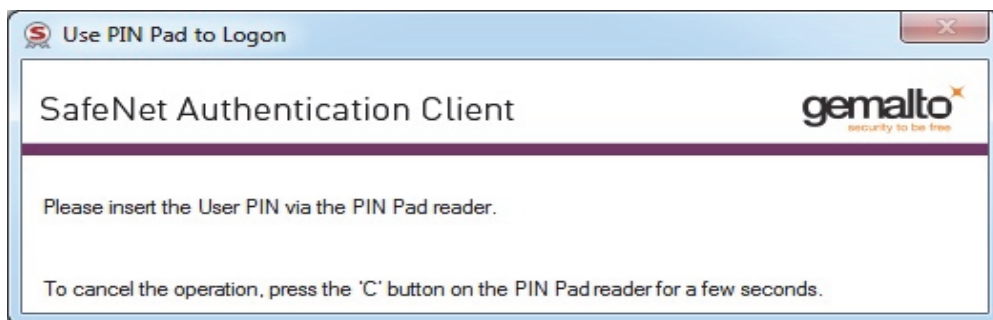 Use PIN Pad to Logon
SafeNet Authentication Client
gemalto
security to be free
Please insert the User PIN via the PIN Pad reader.
To cancel the operation, press the 'C' button on the PIN Pad reader for a few seconds.